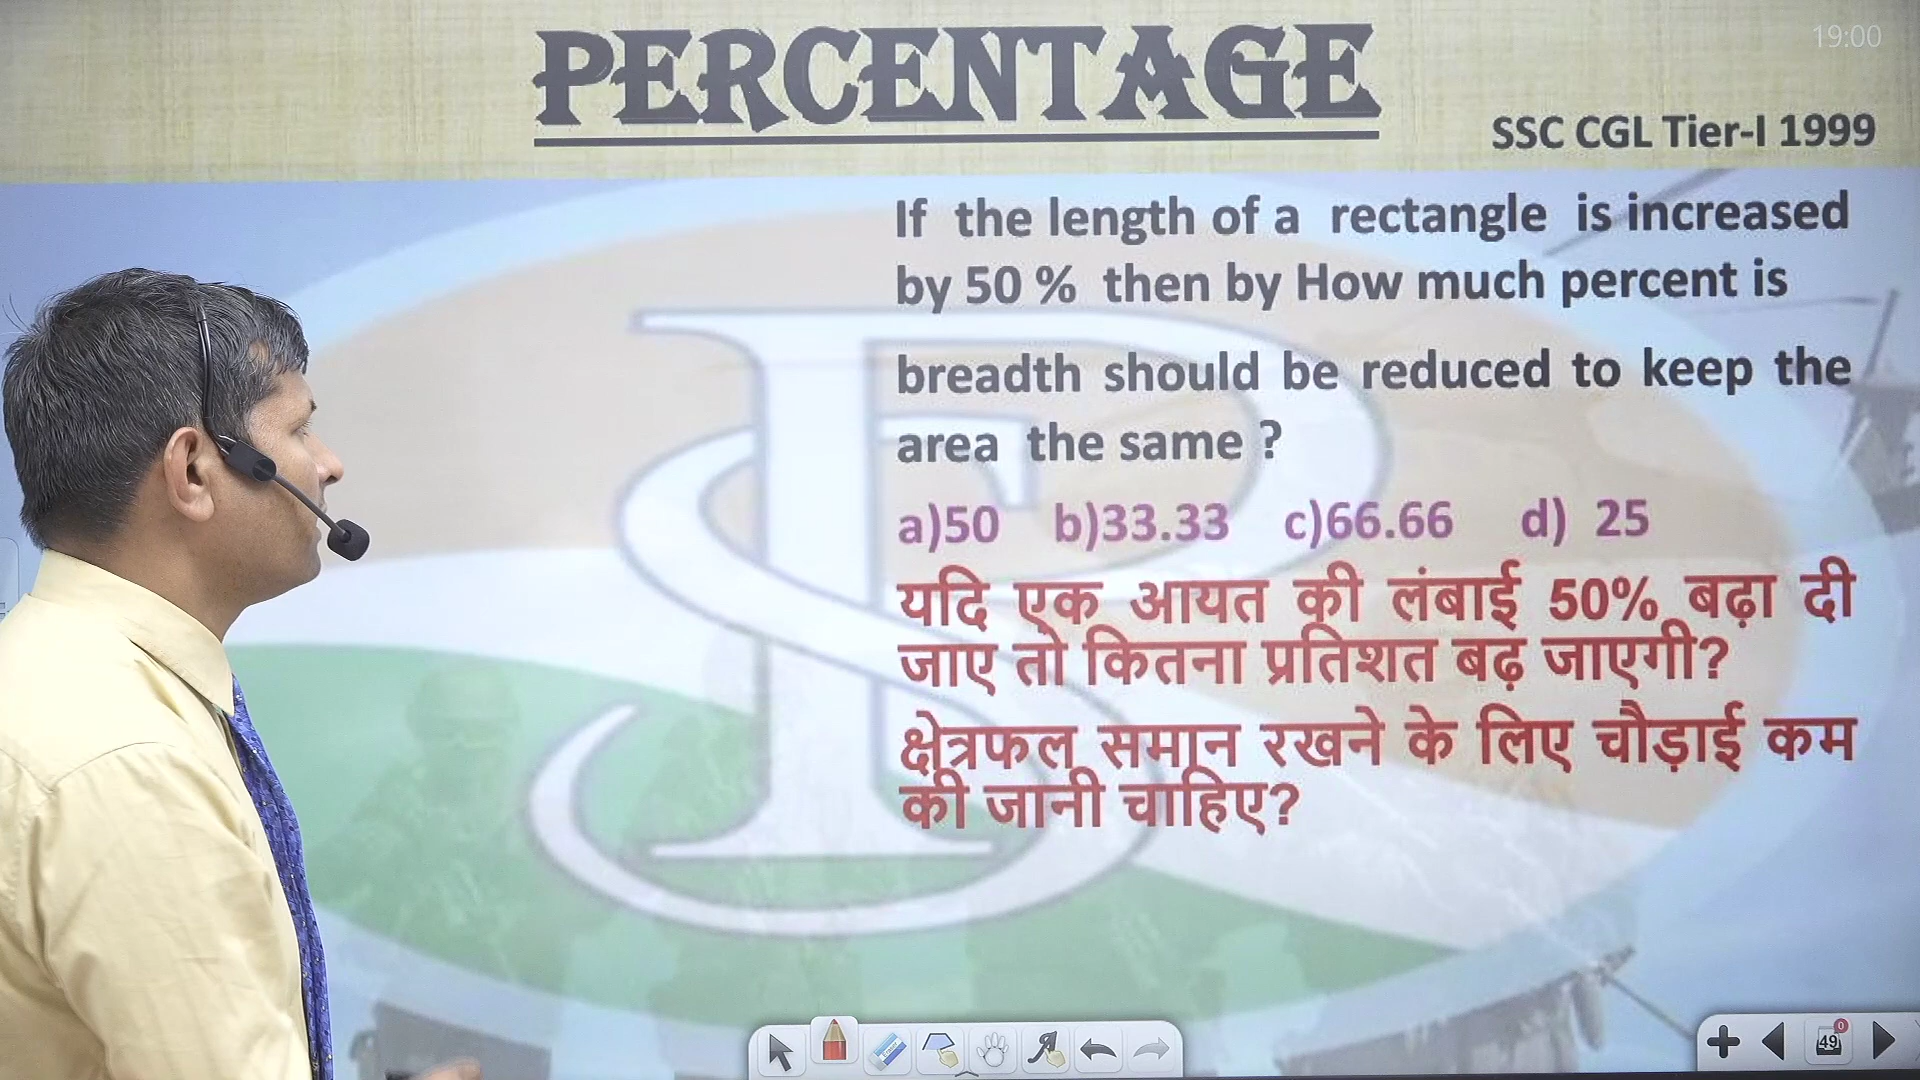 PERCENTAGE
19:00
SSC CGL Tier-I 1999
If the length of a rectangle is increased
by 50 % then by How much percent is
breadth should be reduced to keep the
area the same ?
a)50 b)33.33 c)66.66 d) 25
यदि एक आयत की लंबाई 50% बढ़ा दी
जाए तो कितना प्रतिशत बढ़ जाएगी?
क्षेत्रफल समान रखने के लिए चौड़ाई कम
की जानी चाहिए?
49
0